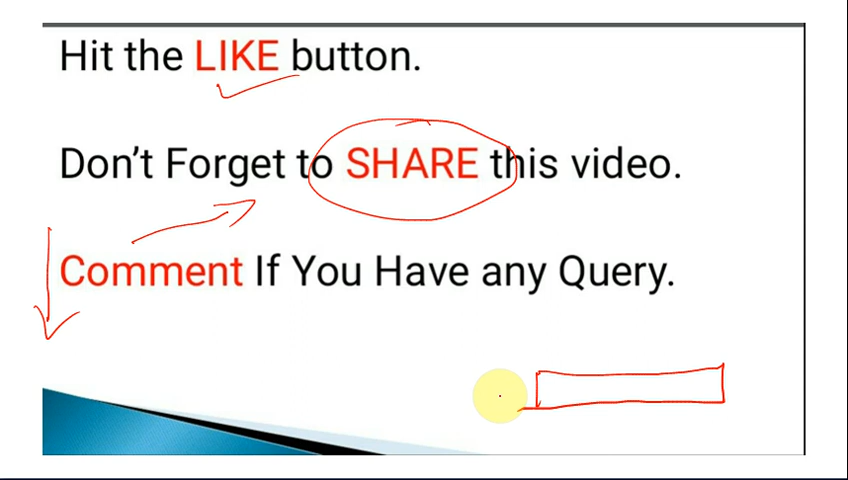 Hit the LIKE button.
Don't Forget to SHARE this video.
Comment If You Have any Query.